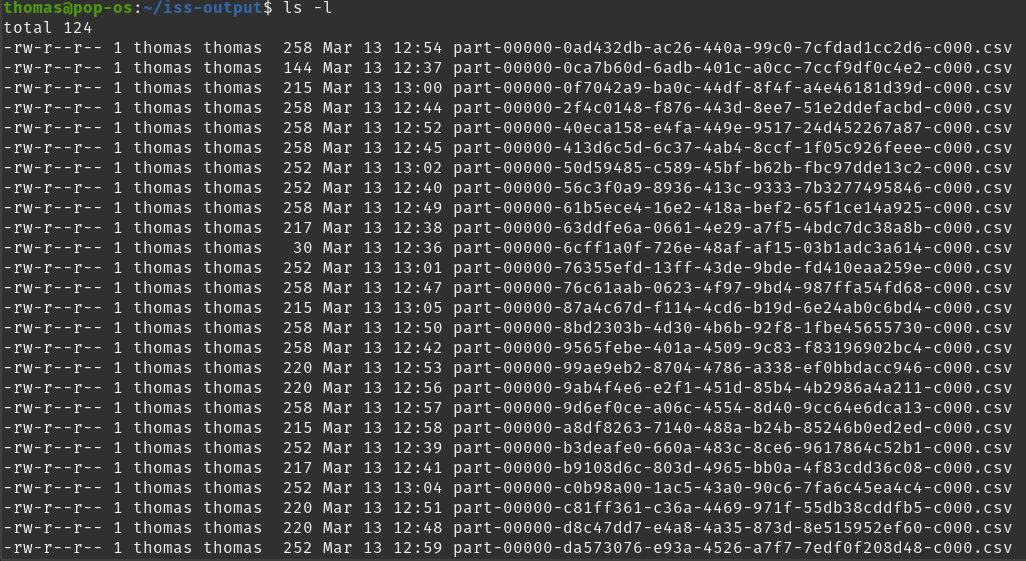 thomas@pop-os:~/iss-output$ ls -l
total 124
-rw-r--r-- 1 thomas thomas  258 Mar 13 12:54 part-00000-0ad432db-ac26-440a-99c0-7cfdad1cc2d6-c000.csv
-rw-r--r-- 1 thomas thomas  144 Mar 13 12:37 part-00000-0ca7b60d-6adb-401c-a0cc-7ccf9df0c4e2-c000.csv
-rw-r--r-- 1 thomas thomas  215 Mar 13 13:00 part-00000-0f7042a9-ba0c-44df-8f4f-a4e46181d39d-c000.csv
-rw-r--r-- 1 thomas thomas  258 Mar 13 12:44 part-00000-2f4c0148-f876-443d-8ee7-51e2ddefacbd-c000.csv
-rw-r--r-- 1 thomas thomas  258 Mar 13 12:52 part-00000-40eca158-e4fa-449e-9517-24d452267a87-c000.csv
-rw-r--r-- 1 thomas thomas  258 Mar 13 12:45 part-00000-413d6c5d-6c37-4ab4-8ccf-1f05c926feee-c000.csv
-rw-r--r-- 1 thomas thomas  252 Mar 13 13:02 part-00000-50d59485-c589-45bf-b62b-fbc97dde13c2-c000.csv
-rw-r--r-- 1 thomas thomas  252 Mar 13 12:40 part-00000-56c3f0a9-8936-413c-9333-7b3277495846-c000.csv
-rw-r--r-- 1 thomas thomas  258 Mar 13 12:49 part-00000-61b5ece4-16e2-418a-bef2-65f1ce14a925-c000.csv
-rw-r--r-- 1 thomas thomas  217 Mar 13 12:38 part-00000-63ddfe6a-0661-4e29-a7f5-4bdc7dc38a8b-c000.csv
-rw-r--r-- 1 thomas thomas   30 Mar 13 12:36 part-00000-6cff1a0f-726e-48af-af15-03b1adc3a614-c000.csv
-rw-r--r-- 1 thomas thomas  252 Mar 13 13:01 part-00000-76355efd-13ff-43de-9bde-fd410eaa259e-c000.csv
-rw-r--r-- 1 thomas thomas  258 Mar 13 12:47 part-00000-76c61aab-0623-4f97-9bd4-987ffa54fd68-c000.csv
-rw-r--r-- 1 thomas thomas  215 Mar 13 13:05 part-00000-87a4c67d-f114-4cd6-b19d-6e24ab0c6bd4-c000.csv
-rw-r--r-- 1 thomas thomas  258 Mar 13 12:50 part-00000-8bd2303b-4d30-4b6b-92f8-1fbe45655730-c000.csv
-rw-r--r-- 1 thomas thomas  258 Mar 13 12:42 part-00000-9565febe-401a-4509-9c83-f83196902bc4-c000.csv
-rw-r--r-- 1 thomas thomas  220 Mar 13 12:53 part-00000-99ae9eb2-8704-4786-a338-ef0bbdacc946-c000.csv
-rw-r--r-- 1 thomas thomas  220 Mar 13 12:56 part-00000-9ab4f4e6-e2f1-451d-85b4-4b2986a4a211-c000.csv
-rw-r--r-- 1 thomas thomas  258 Mar 13 12:57 part-00000-9d6ef0ce-a06c-4554-8d40-9cc64e6dca13-c000.csv
-rw-r--r-- 1 thomas thomas  215 Mar 13 12:58 part-00000-a8df8263-7140-488a-b24b-85246b0ed2ed-c000.csv
-rw-r--r-- 1 thomas thomas  252 Mar 13 12:39 part-00000-b3deafe0-660a-483c-8ce6-9617864c52b1-c000.csv
-rw-r--r-- 1 thomas thomas  217 Mar 13 12:41 part-00000-b9108d6c-803d-4965-bb0a-4f83cdd36c08-c000.csv
-rw-r--r-- 1 thomas thomas  252 Mar 13 13:04 part-00000-c0b98a00-1ac5-43a0-90c6-7fa6c45ea4c4-c000.csv
-rw-r--r-- 1 thomas thomas  220 Mar 13 12:51 part-00000-c81ff361-c36a-4469-971f-55db38cddfb5-c000.csv
-rw-r--r-- 1 thomas thomas  220 Mar 13 12:48 part-00000-d8c47dd7-e4a8-4a35-873d-8e515952ef60-c000.csv
-rw-r--r-- 1 thomas thomas  252 Mar 13 12:59 part-00000-da573076-e93a-4526-a7f7-7edf0f208d48-c000.csv